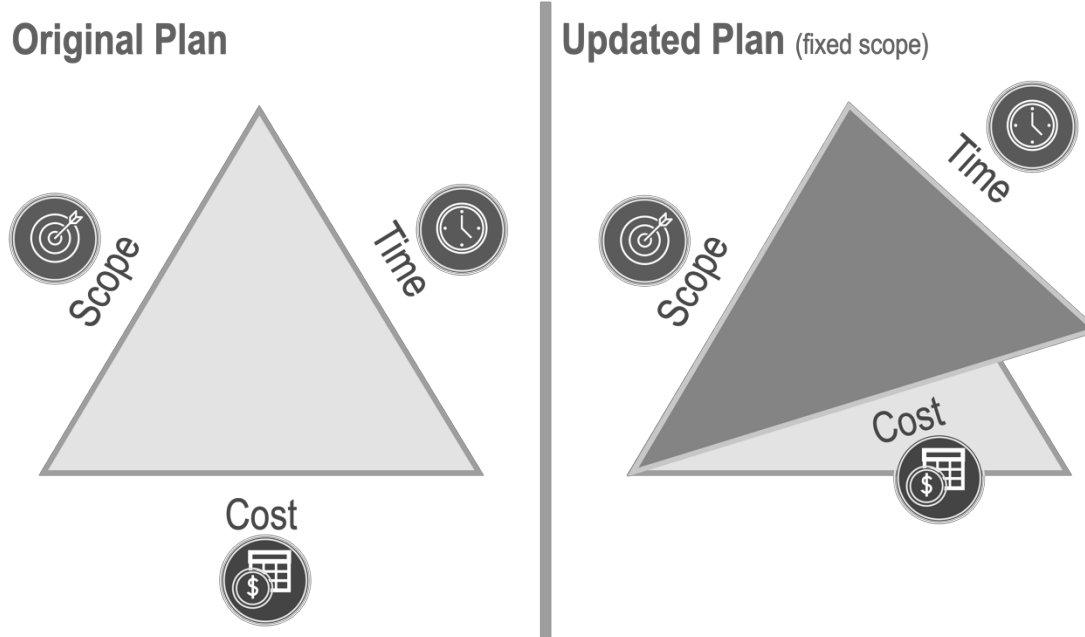 Original Plan
Scope
Time
Cost
$
Updated Plan (fixed scope)
Scope
Time
Cost
$